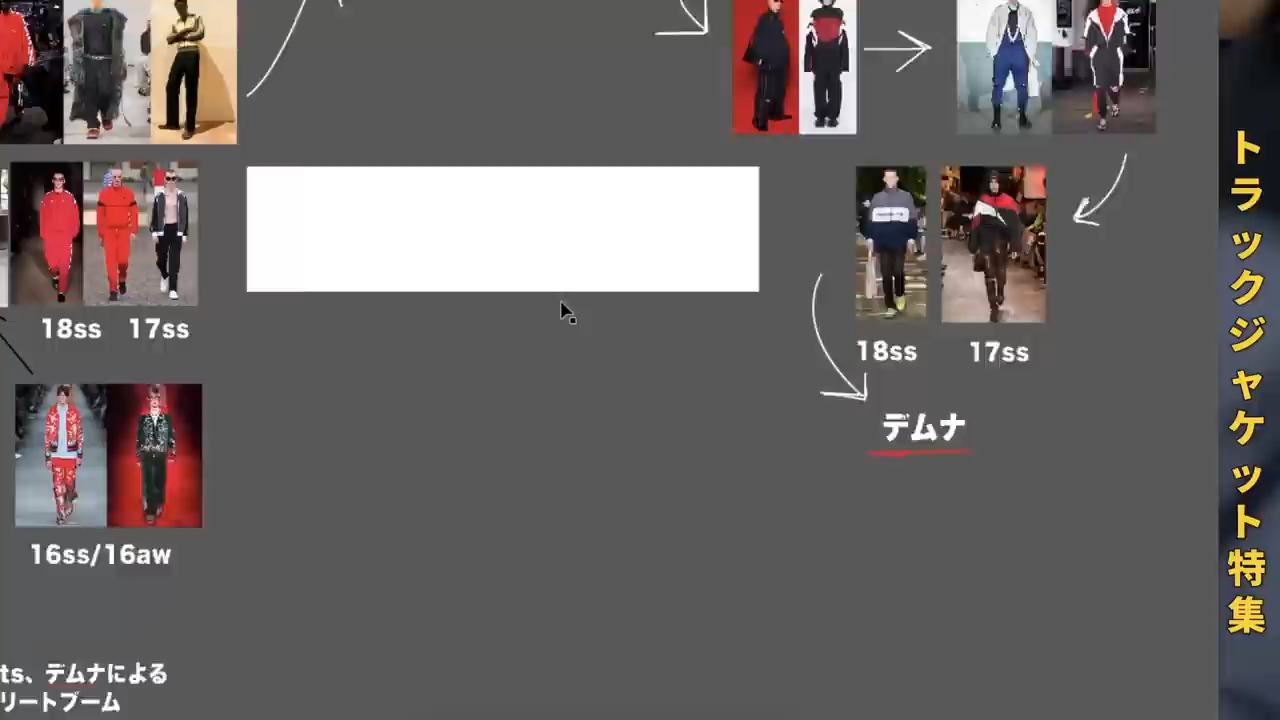 18ss 17ss
16ss/16aw
ts、デムナによる
リートブーム
18ss 17ss
デムナ
トラックジャケット特集